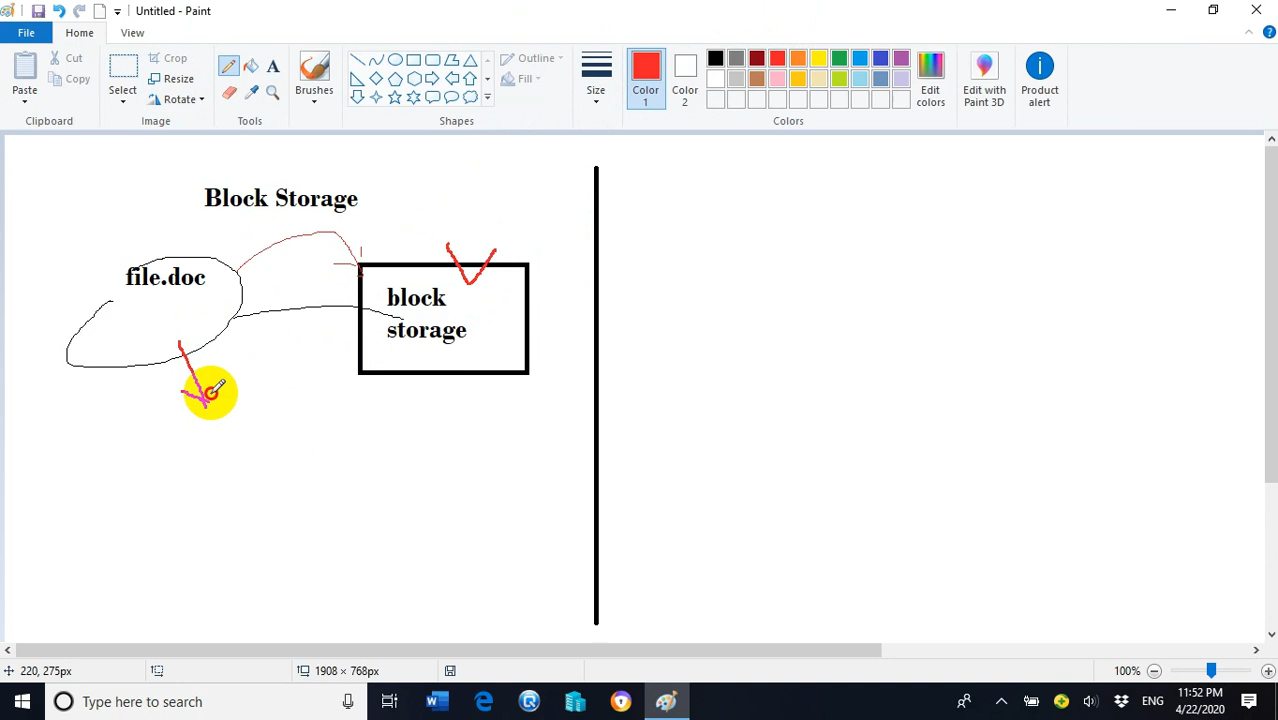 Untitled - Paint
File Home View
Paste
Cut
Copy
Clipboard
Select
Crop
Resize
Rotate
Image
A
Tools
Brushes
Shapes
Outline
Fill
Size
Color 1
Color 2
Colors
Edit colors
Edit with Paint 3D
Product alert
Block Storage
file.doc
block
storage
220, 275px
1908 × 768px
100%
Type here to search
ENG
11:52 PM
4/22/2020